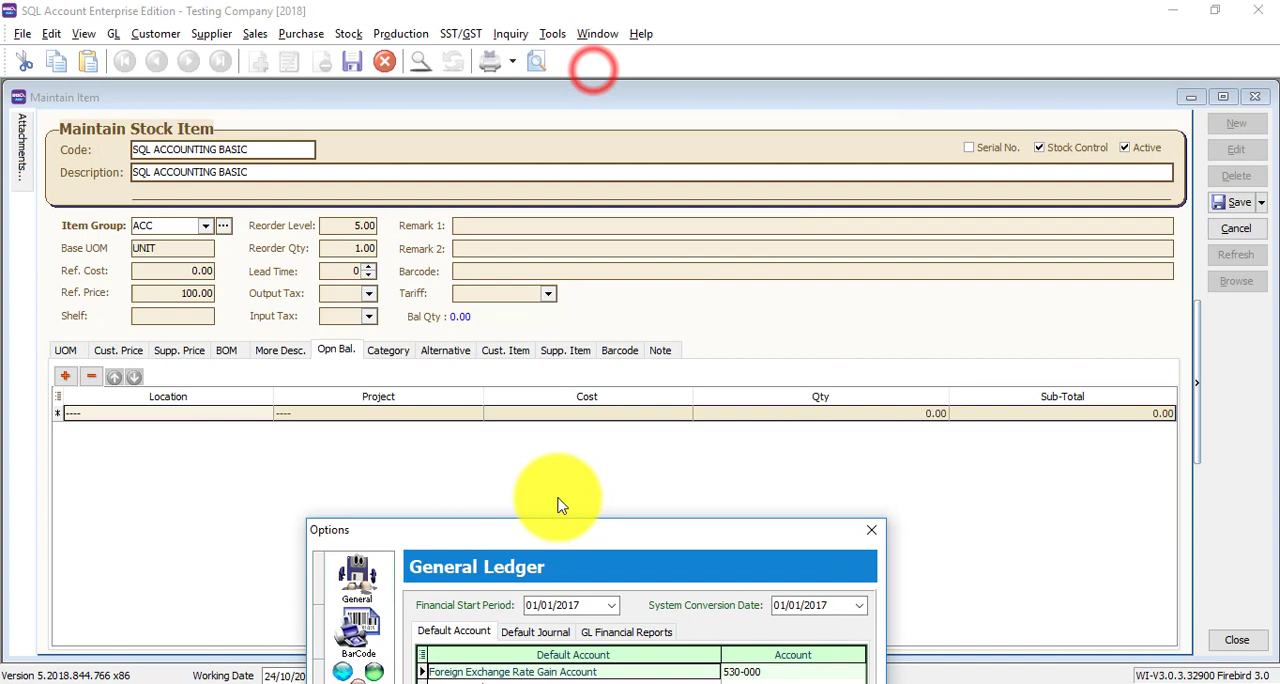 SQL Account Enterprise Edition - Testing Company [2018]
File Edit View GL Customer Supplier Sales Purchase Stock Production SST/GST Inquiry Tools Window Help
Maintain Item
Attachments...
Maintain Stock Item
Code: SQL ACCOUNTING BASIC
Serial No. Stock Control Active
Description: SQL ACCOUNTING BASIC
New
Edit
Delete
Save
Cancel
Refresh
Browse
Item Group: ACC ... Reorder Level: 5.00 Remark 1:
Base UOM UNIT Reorder Qty: 1.00 Remark 2:
Ref. Cost: 0.00 Lead Time: 0 Barcode:
Ref. Price: 100.00 Output Tax: Tariff:
Shelf: Input Tax: Bal Qty : 0.00
UOM Cust. Price Supp. Price BOM More Desc. Opn Bal. Category Alternative Cust. Item Supp. Item Barcode Note
Location Project Cost Qty Sub-Total
---- ---- 0.00 0.00
Options
General
BarCode
General Ledger
Financial Start Period: 01/01/2017 System Conversion Date: 01/01/2017
Default Account Default Journal GL Financial Reports
Default Account Account
Foreign Exchange Rate Gain Account 530-000
Close
Version 5.2018.844.766 x86 Working Date 24/10/20 WI-V3.0.3.32900 Firebird 3.0